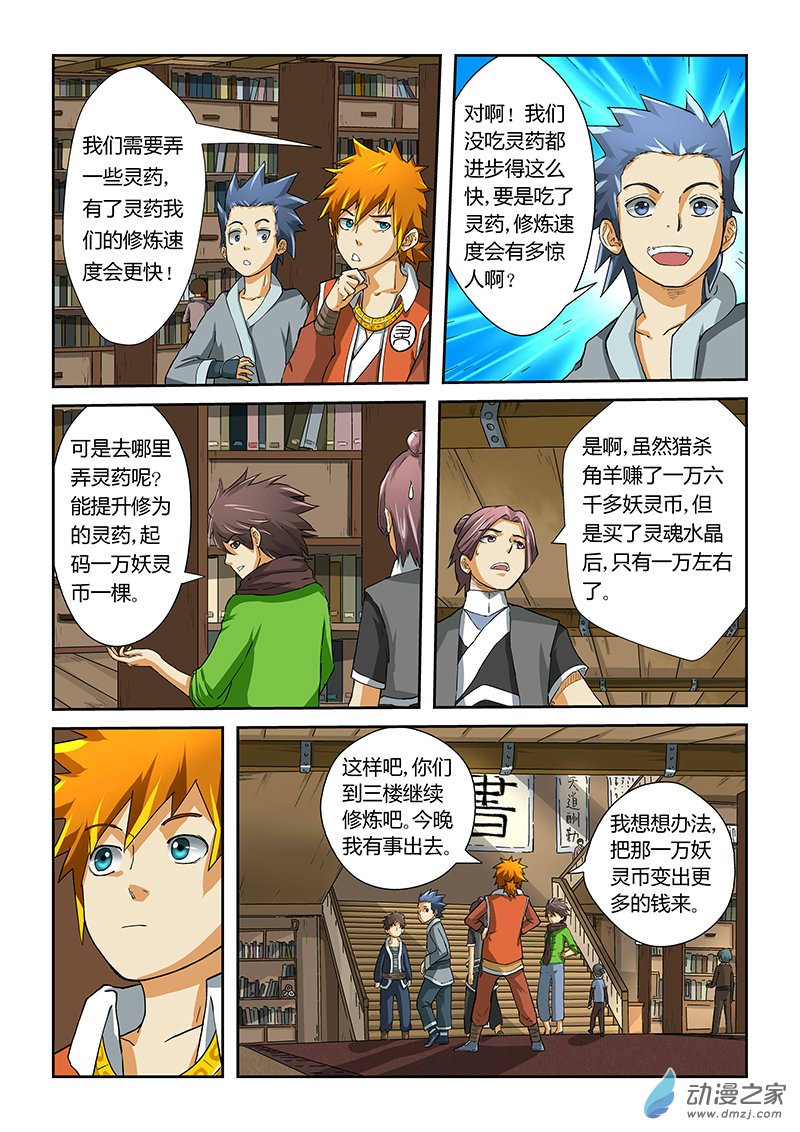 我们需要弄
一些灵药,
有了灵药我
们的修炼速
度会更快!
灵
对啊!我们
没吃灵药都
进步得这么
快,要是吃了
灵药,修炼速
度会有多惊
人啊?
可是去哪里
弄灵药呢?
能提升修为
的灵药,起
码一万妖灵
币一棵。
是啊,虽然猎杀
角羊赚了一万六
千多妖灵币,但
是买了灵魂水晶
后,只有一万左右
了。
这样吧,你们
到三楼继续
修炼吧。今晚
我有事出去。
書
天道酬勤
我想想办法,
把那一万妖
灵币变出更
多的钱来。
动漫之家
www.dmzj.com